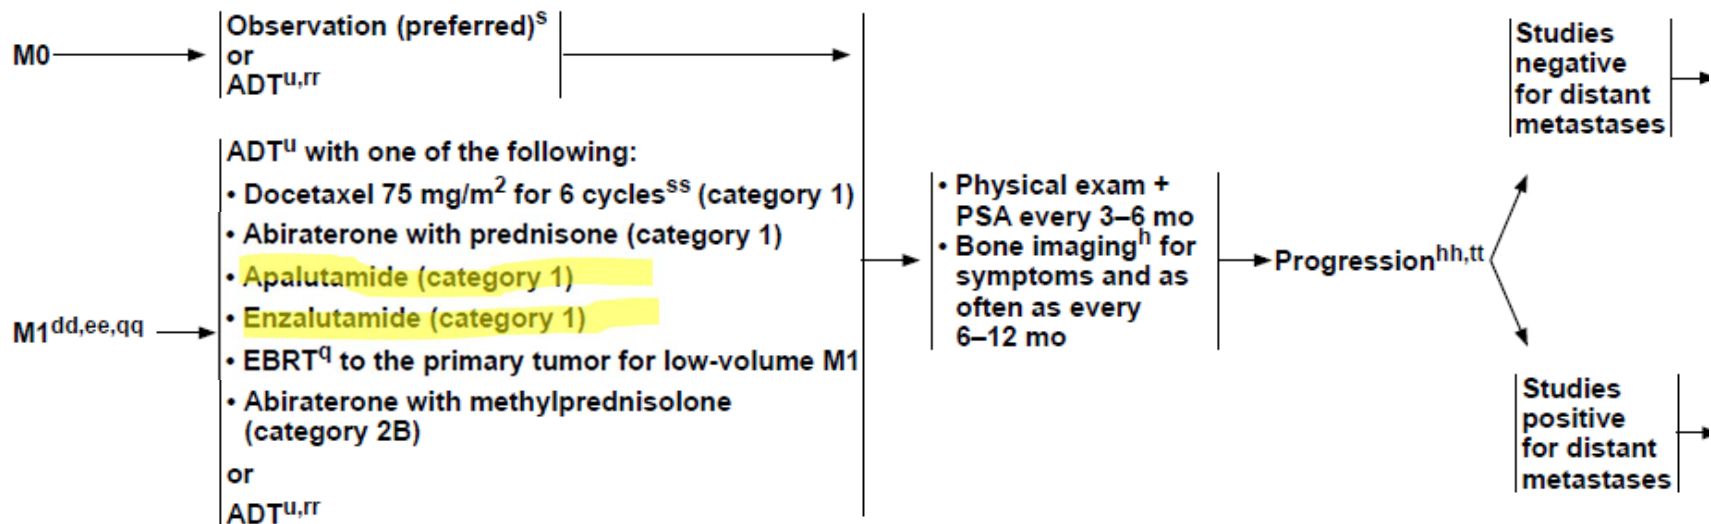 M0
Observation (preferred)s
or
ADTu,rr
M1dd,ee,qq
ADTu with one of the following:
• Docetaxel 75 mg/m2 for 6 cyclesss (category 1)
• Abiraterone with prednisone (category 1)
• Apalutamide (category 1)
• Enzalutamide (category 1)
• EBRTq to the primary tumor for low-volume M1
• Abiraterone with methylprednisolone
(category 2B)
or
ADTu,rr
• Physical exam +
PSA every 3–6 mo
• Bone imagingh for
symptoms and as
often as every
6–12 mo
Progressionhh,tt
Studies
negative
for distant
metastases
Studies
positive
for distant
metastases